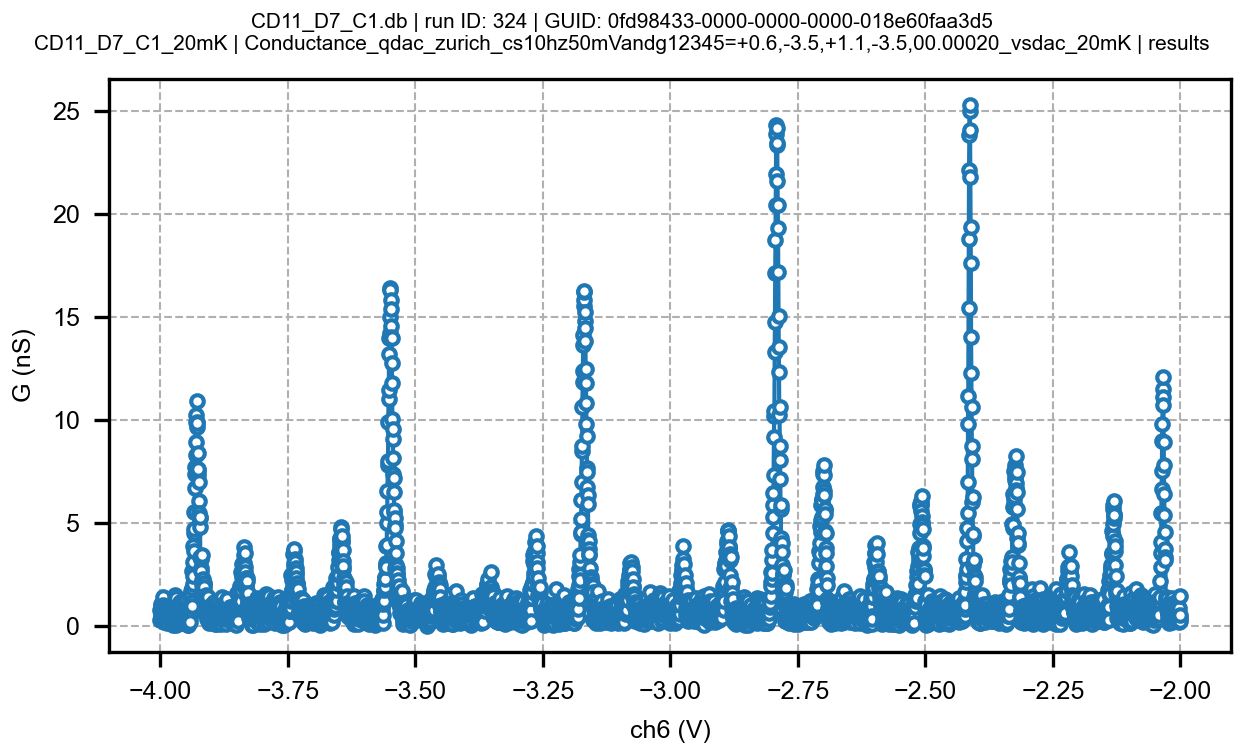 CD11_D7_C1.db | run ID: 324 | GUID: 0fd98433-0000-0000-0000-018e60faa3d5
CD11_D7_C1_20mK | Conductance_qdac_zurich_cs10hz50mVandg12345=+0.6,-3.5,+1.1,-3.5,00.00020_vsdac_20mK | results
25
20
15
10
5
0
G (nS)
−4.00 −3.75 −3.50 −3.25 −3.00 −2.75 −2.50 −2.25 −2.00
ch6 (V)